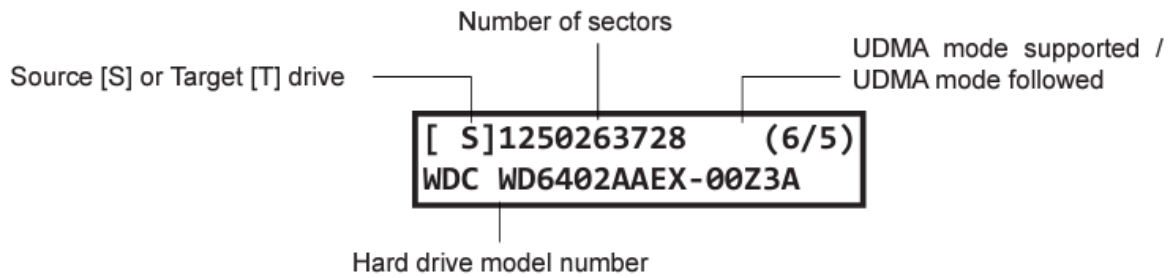 Number of sectors
UDMA mode supported /
UDMA mode followed
Source [S] or Target [T] drive
[ S]1250263728 (6/5)
WDC WD6402AAEX-00Z3A
Hard drive model number